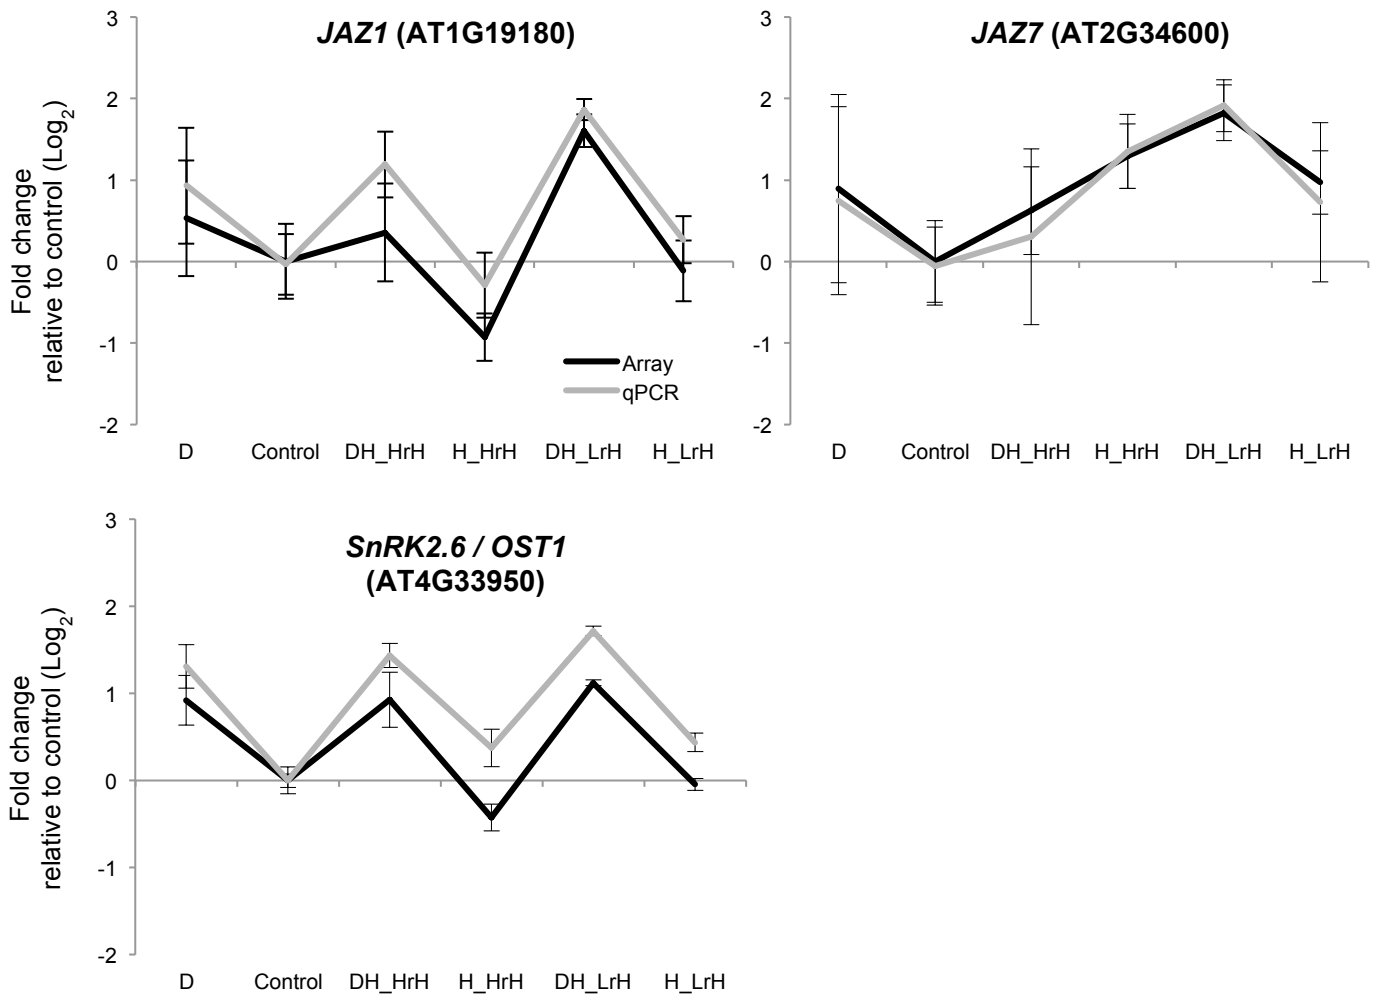 JAZ1 (AT1G19180)
3
2
1
0
-1
-2
Fold change
relative to control (Log2)
Array
qPCR
D Control DH_HrH H_HrH DH_LrH H_LrH
JAZ7 (AT2G34600)
3
2
1
0
-1
-2
D Control DH_HrH H_HrH DH_LrH H_LrH
SnRK2.6 / OST1
(AT4G33950)
3
2
1
0
-1
-2
Fold change
relative to control (Log2)
D Control DH_HrH H_HrH DH_LrH H_LrH